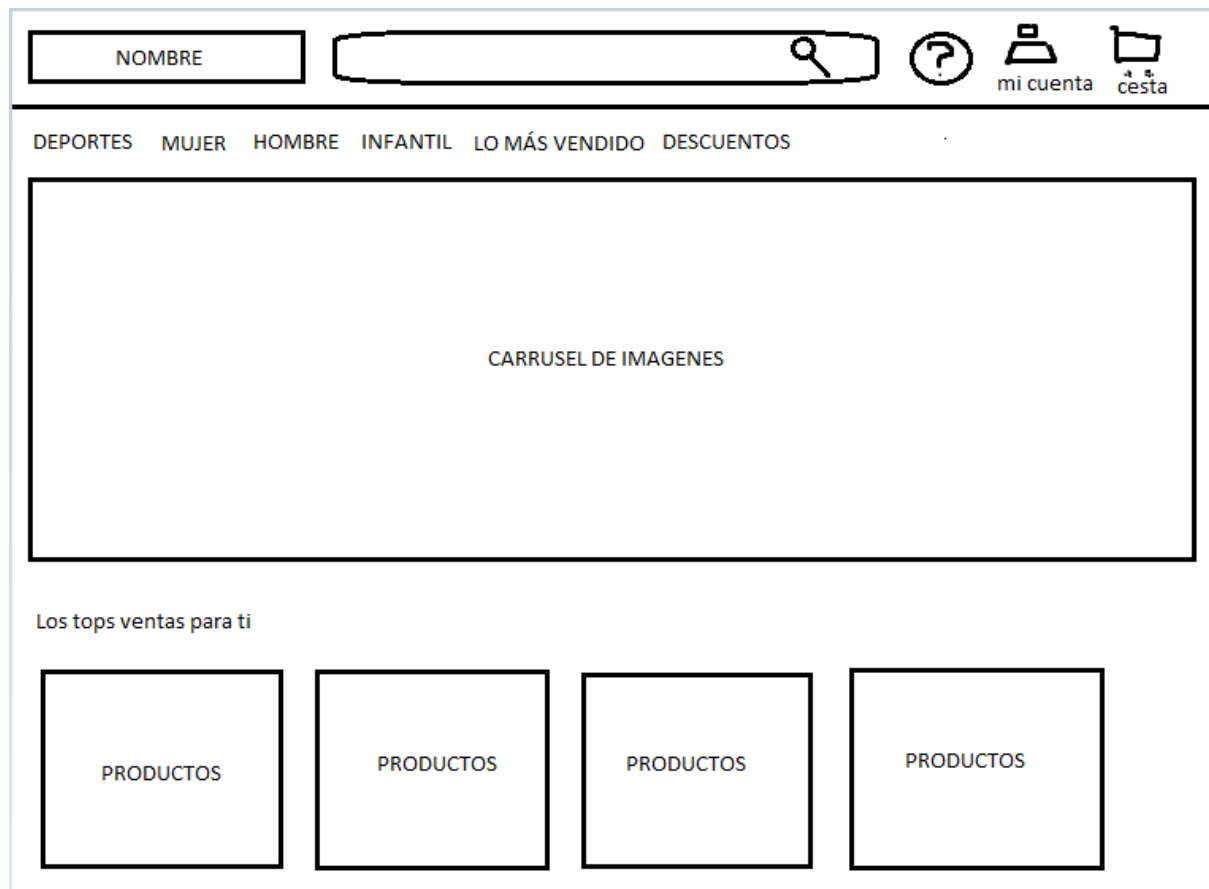 NOMBRE
?
mi cuenta
cesta
DEPORTES MUJER HOMBRE INFANTIL LO MÁS VENDIDO DESCUENTOS
CARRUSEL DE IMAGENES
Los tops ventas para ti
PRODUCTOS PRODUCTOS PRODUCTOS PRODUCTOS